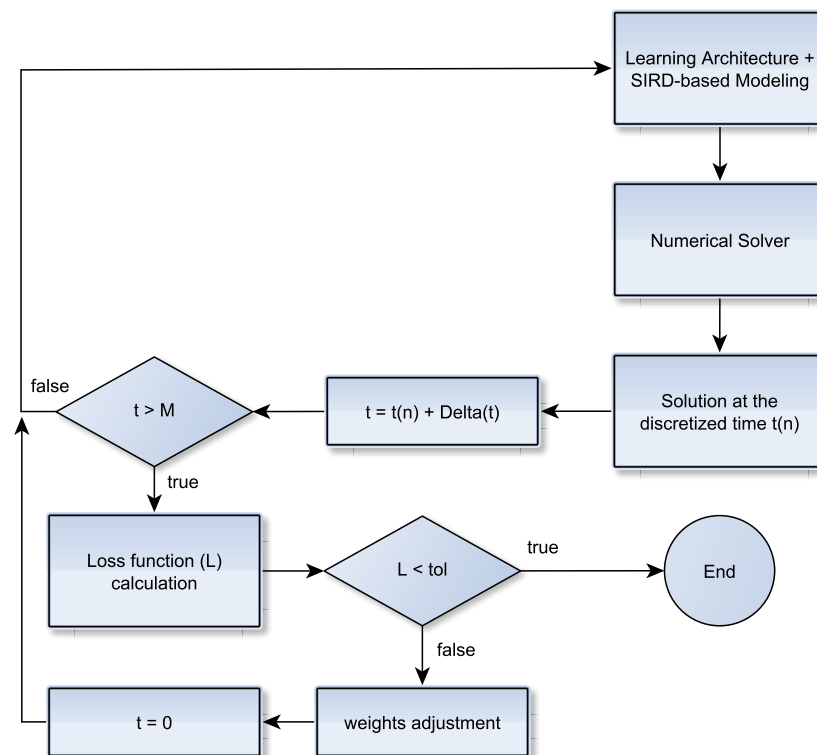 Learning Architecture +
SIRD-based Modeling
Numerical Solver
Solution at the
discretized time t(n)
t = t(n) + Delta(t)
t > M
false
true
Loss function (L)
calculation
L < tol
true
End
false
weights adjustment
t = 0